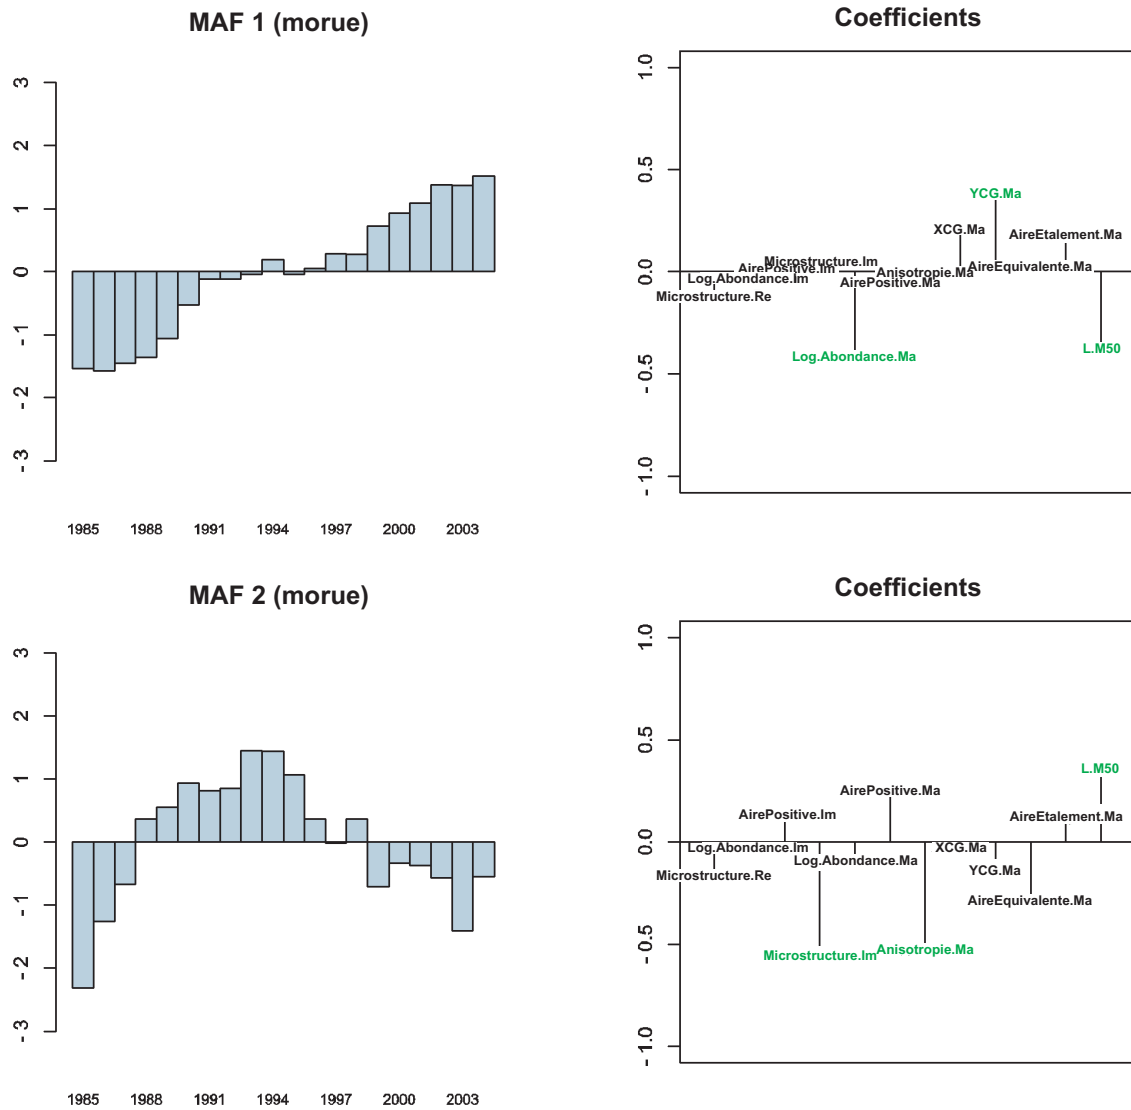 MAF 1 (morue)
3
2
1
0
- 1
- 2
- 3
1985 1988 1991 1994 1997 2000 2003
Coefficients
1.0
0.5
0.0
- 0.5
- 1.0
YCG.Ma
XCG.Ma
AireEtalement.Ma
Microstructure.Im
AirePositive.Im
AireEquivalente.Ma
Anisotropie.Ma
Log.Abondance.Im
AirePositive.Ma
Microstructure.Re
Log.Abondance.Ma
L.M50
MAF 2 (morue)
3
2
1
0
- 1
- 2
- 3
1985 1988 1991 1994 1997 2000 2003
Coefficients
1.0
0.5
0.0
- 0.5
- 1.0
L.M50
AirePositive.Ma
AirePositive.Im
AireEtalement.Ma
Log.Abondance.Im
XCG.Ma
Log.Abondance.Ma
YCG.Ma
Microstructure.Re
AireEquivalente.Ma
Anisotropie.Ma
Microstructure.Im